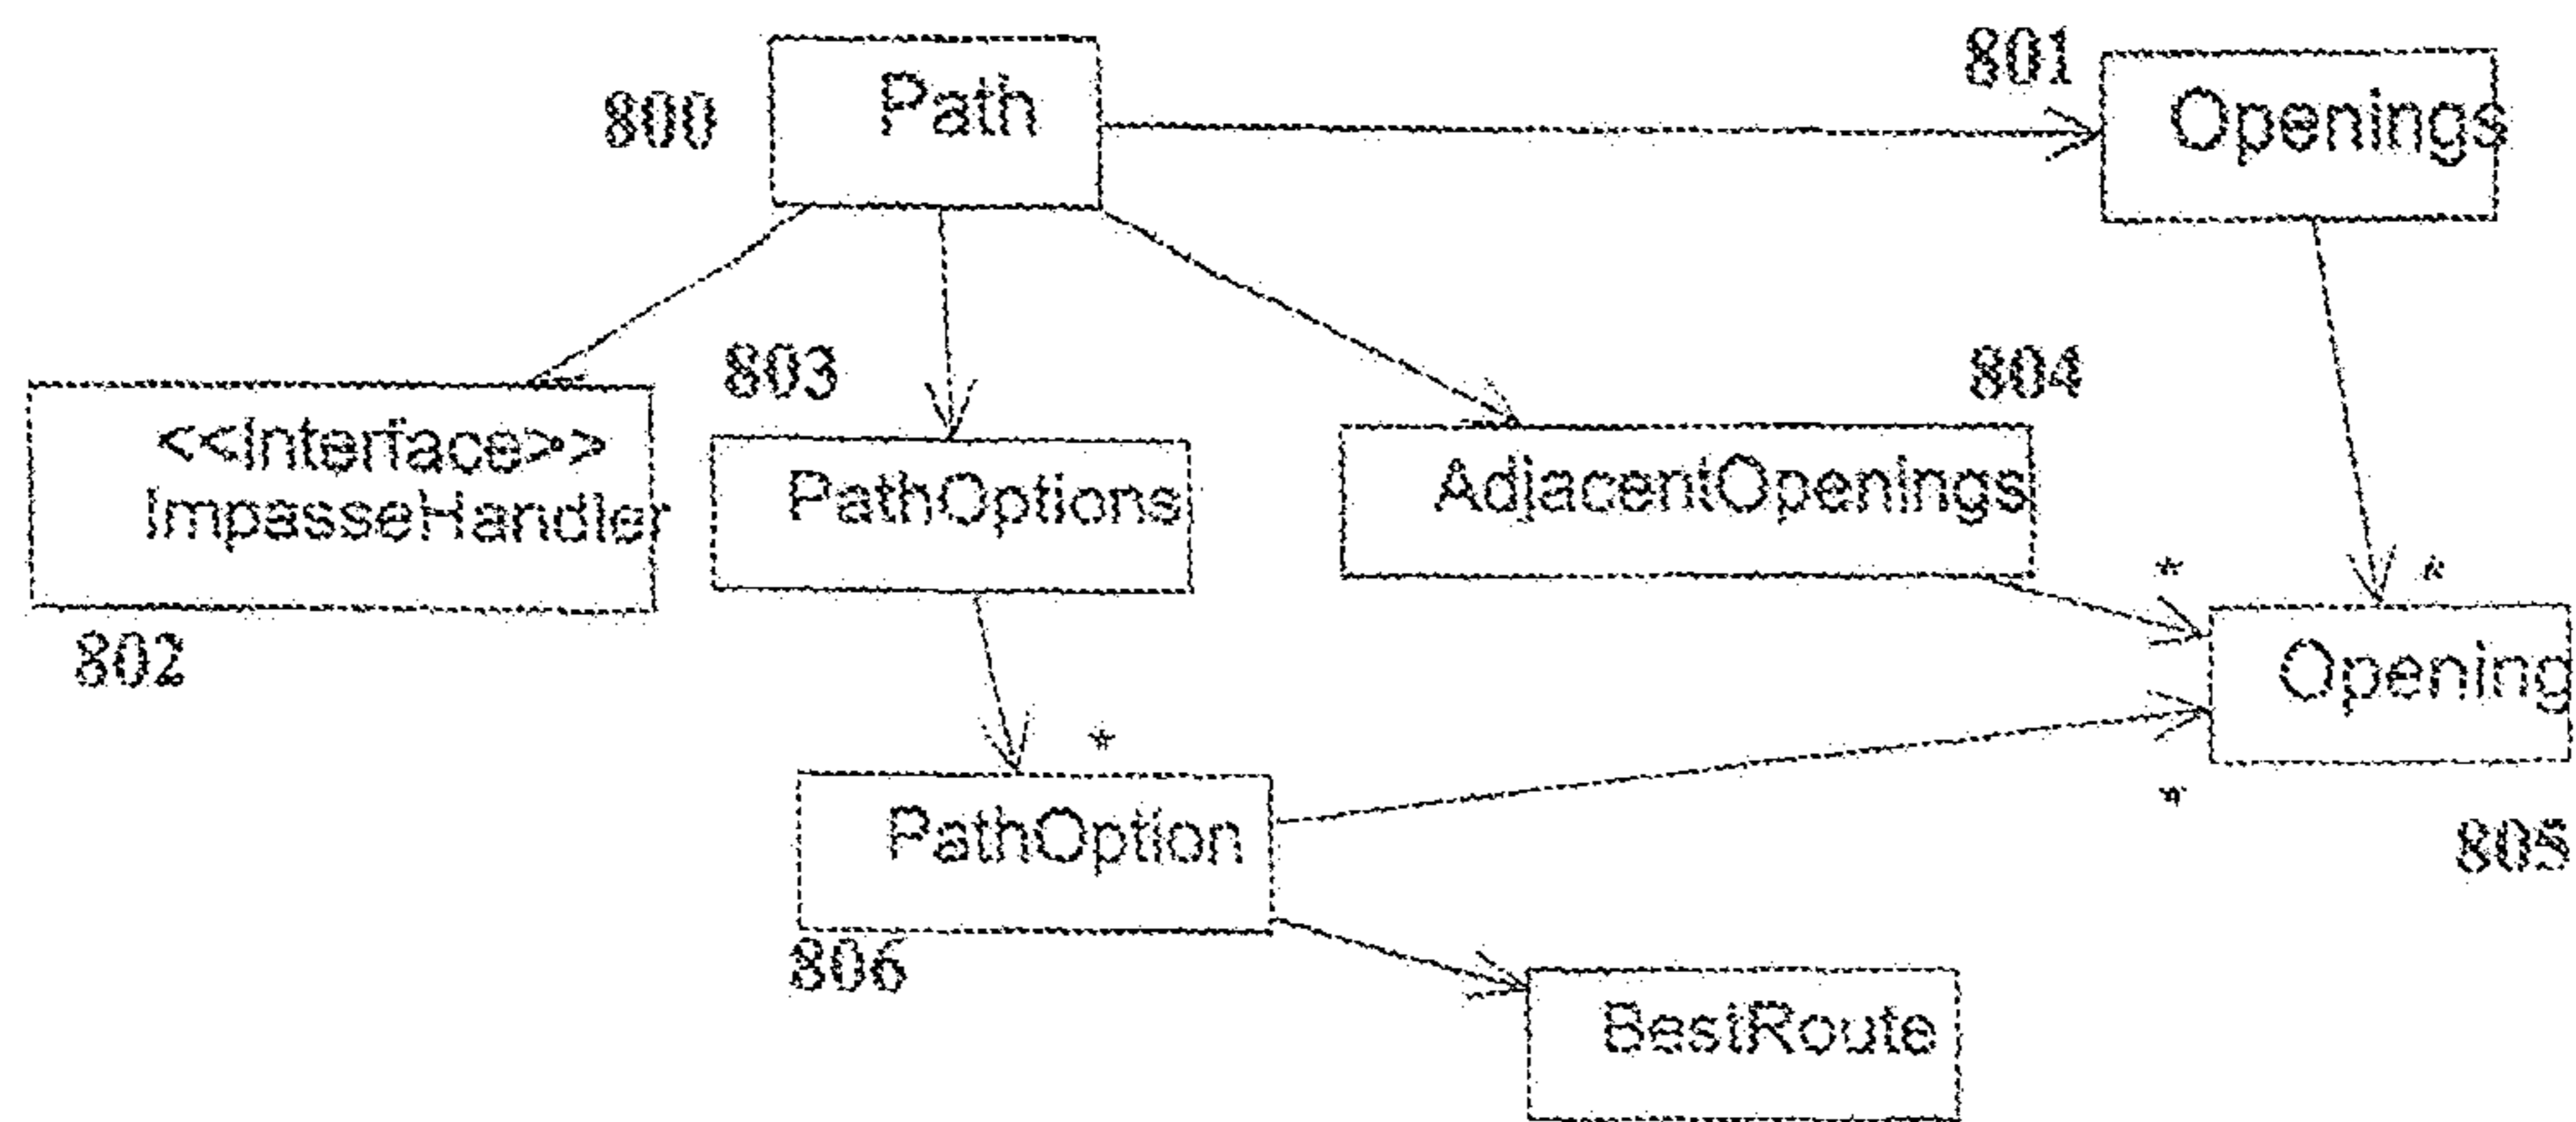 800
Path
801
Openings
<<Interface>>
ImpasseHandler
802
803
PathOptions
804
AdjacentOpenings
*
*
Opening
*
805
*
PathOption
806
BestRoute